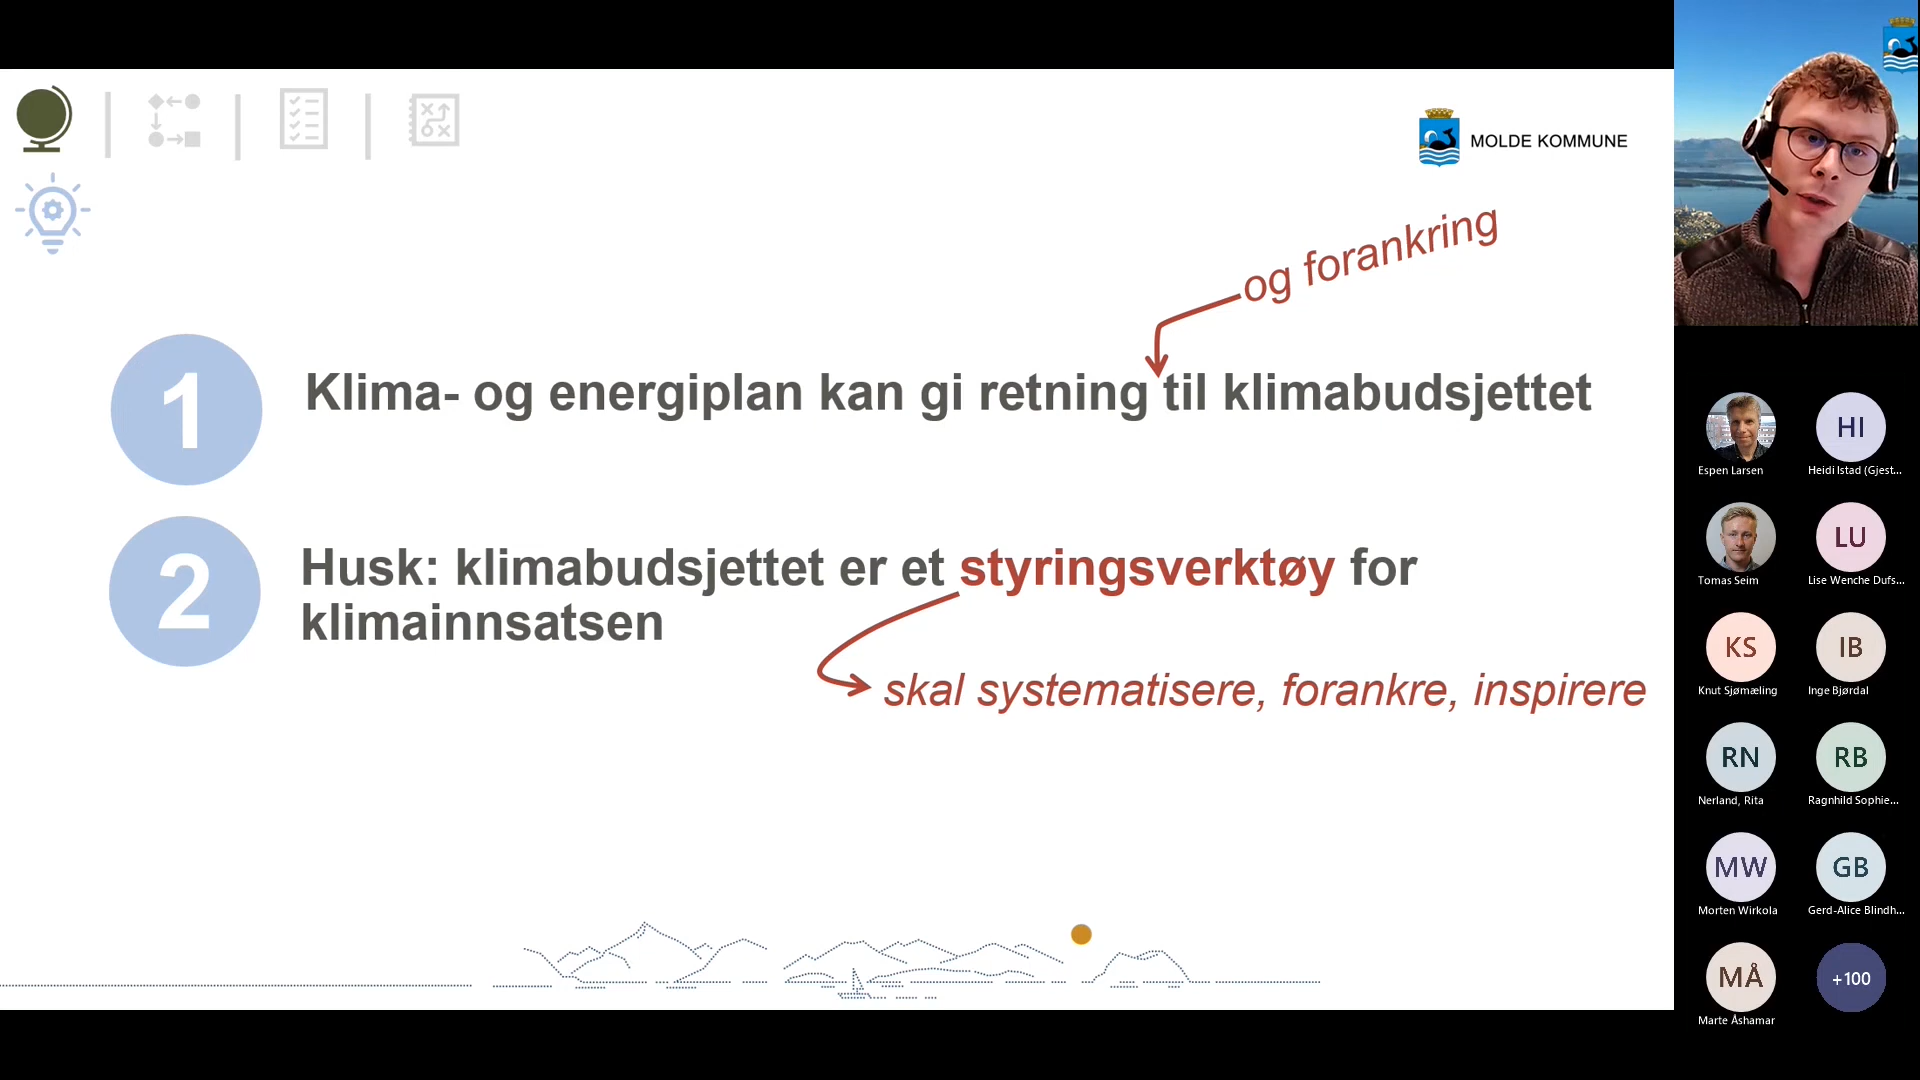 MOLDE KOMMUNE
og forankring
1
Klima- og energiplan kan gi retning til klimabudsjettet
2
Husk: klimabudsjettet er et styringsverktøy for
klimainnsatsen
skal systematisere, forankre, inspirere
Espen Larsen
HI
Heidi Istad (Gjest...
Tomas Seim
LU
Lise Wenche Dufs...
KS
Knut Sjømæling
IB
Inge Bjørdal
RN
Nerland, Rita
RB
Ragnhild Sophie...
MW
Morten Wirkola
GB
Gerd-Alice Blindh...
MÅ
Marte Åshamar
+100